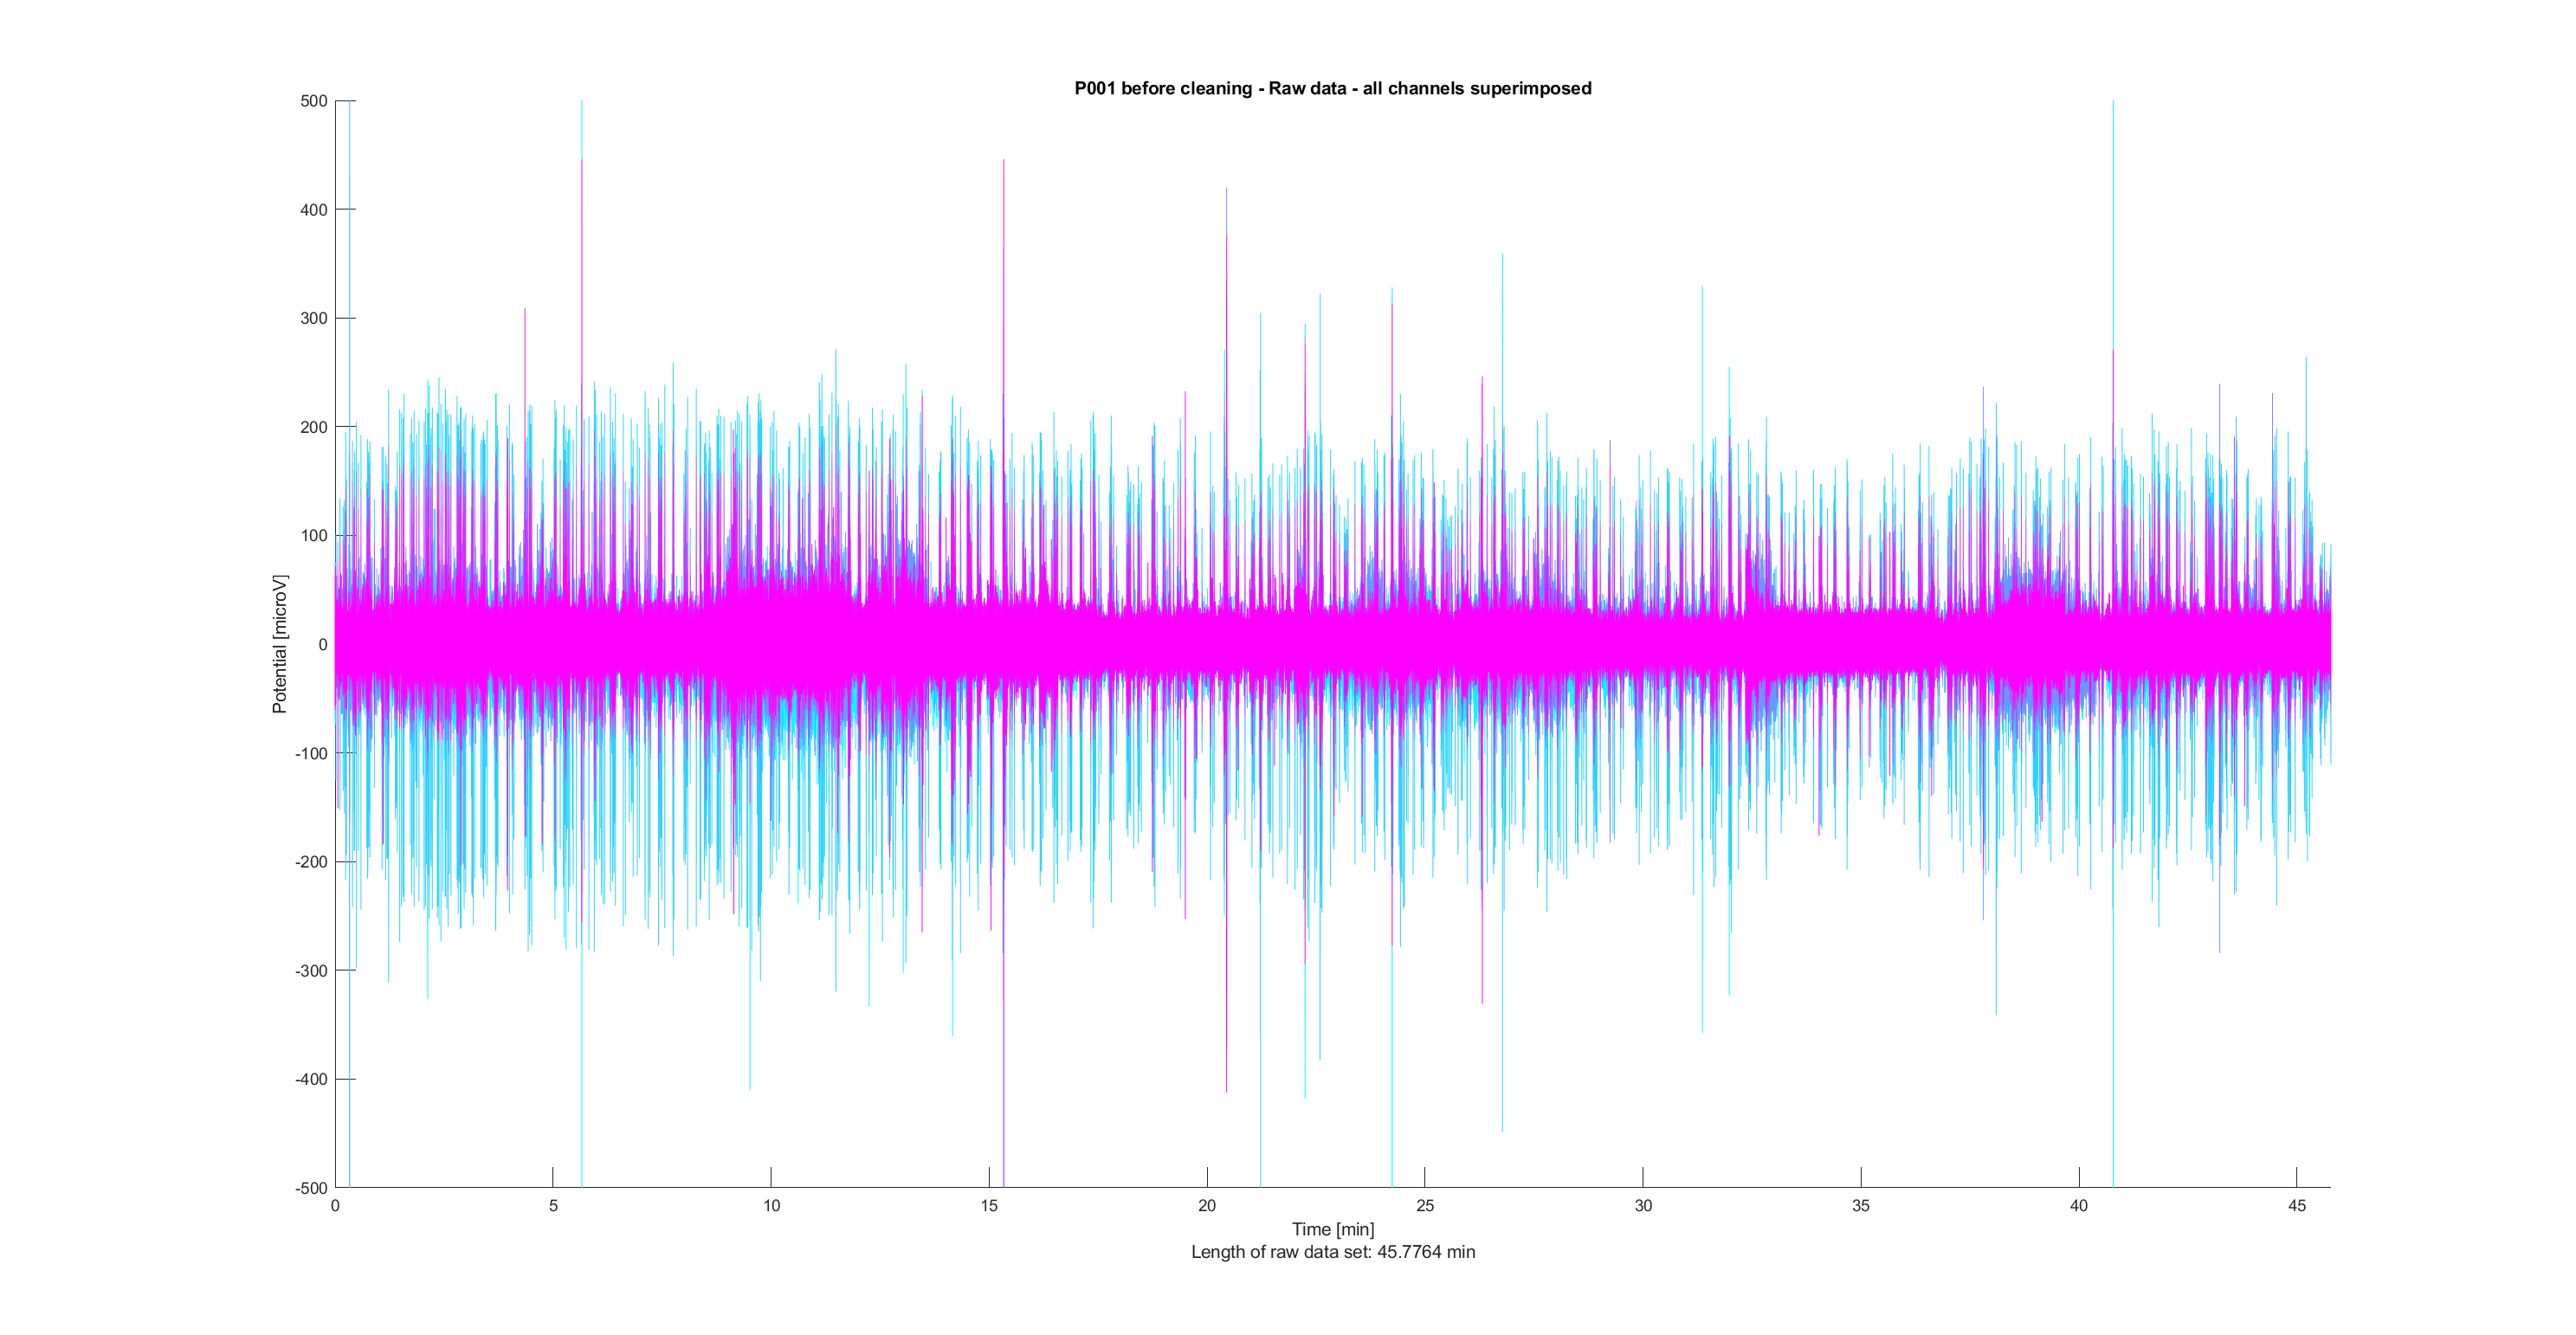 P001 before cleaning - Raw data - all channels superimposed
500
400
300
200
100
0
-100
-200
-300
-400
-500
Potential [microV]
0 5 10 15 20 25 30 35 40 45
Time [min]
Length of raw data set: 45.7764 min